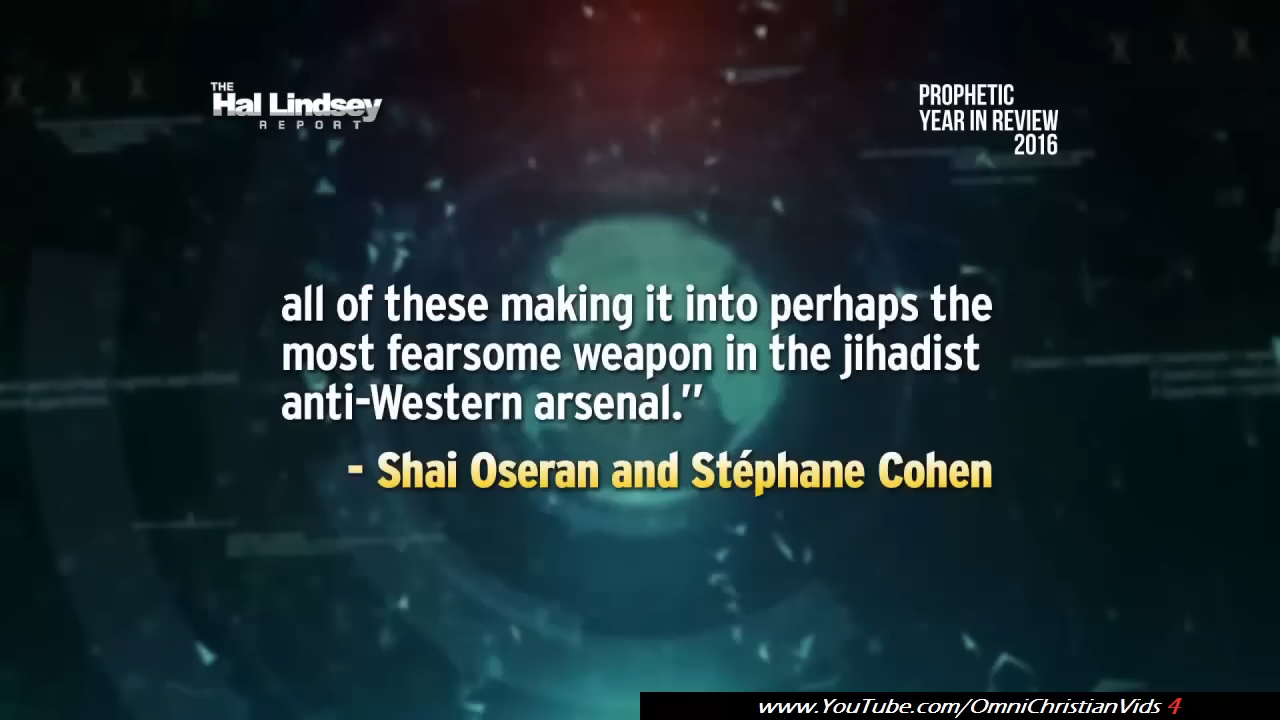 THE
Hal Lindsey
REPORT
PROPHETIC
YEAR IN REVIEW
2016
all of these making it into perhaps the
most fearsome weapon in the jihadist
anti-Western arsenal.”
- Shai Oseran and Stéphane Cohen
www.YouTube.com/OmniChristianVids 4